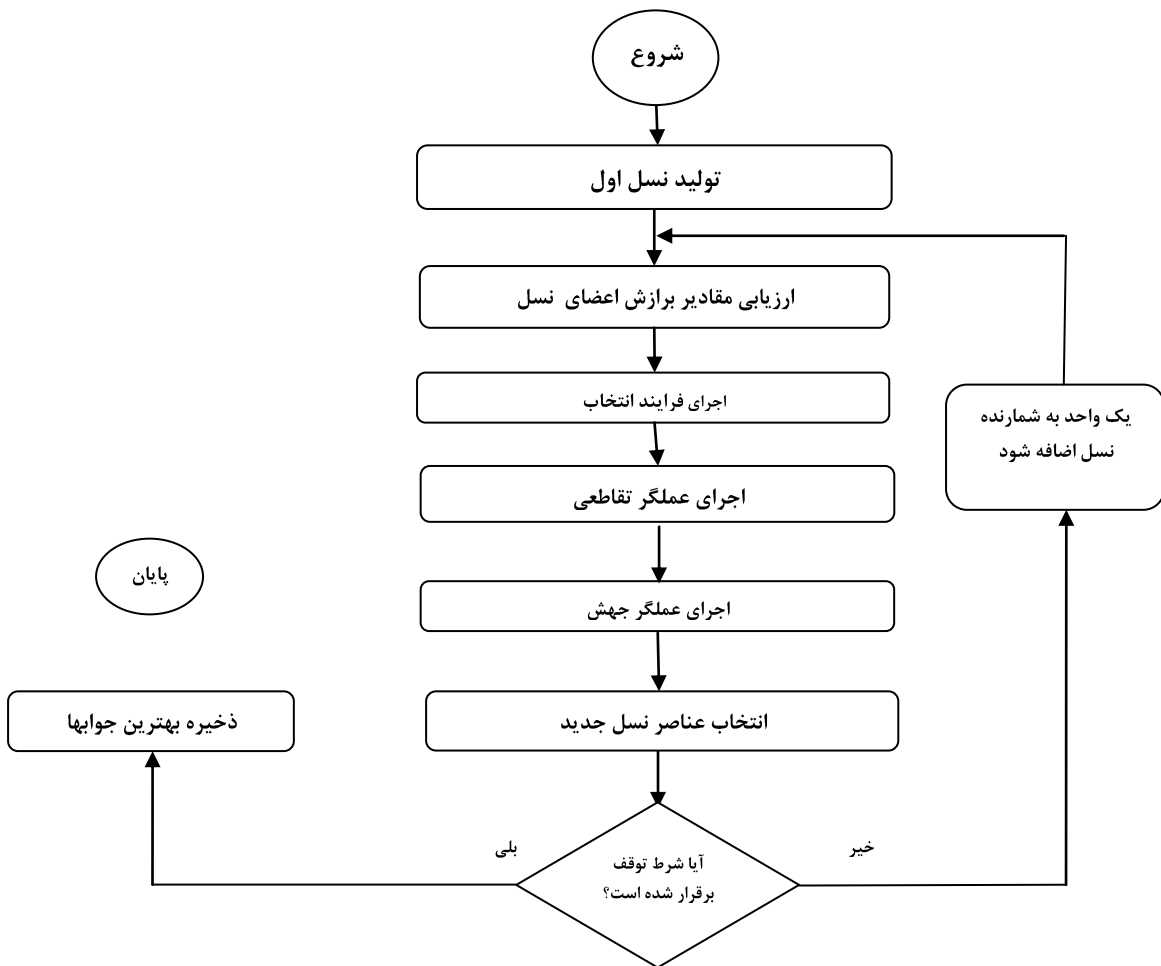 شروع
تولید نسل اول
ارزیابی مقادیر برازش اعضای نسل
اجرای فرایند انتخاب
یک واحد به شمارنده
نسل اضافه شود
اجرای عملگر تقاطعی
پایان
اجرای عملگر جهش
ذخیره بهترین جوابها
انتخاب عناصر نسل جدید
بلی
خیر
آیا شرط توقف
برقرار شده است؟